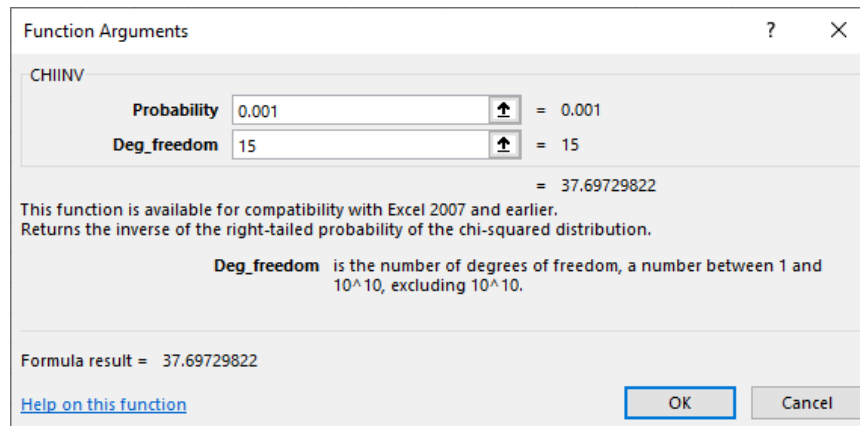 Function Arguments ? ×
CHIINV
Probability 0.001 = 0.001
Deg_freedom 15 = 15
= 37.69729822
This function is available for compatibility with Excel 2007 and earlier.
Returns the inverse of the right-tailed probability of the chi-squared distribution.
Deg_freedom is the number of degrees of freedom, a number between 1 and
10^10, excluding 10^10.
Formula result = 37.69729822
Help on this function OK Cancel